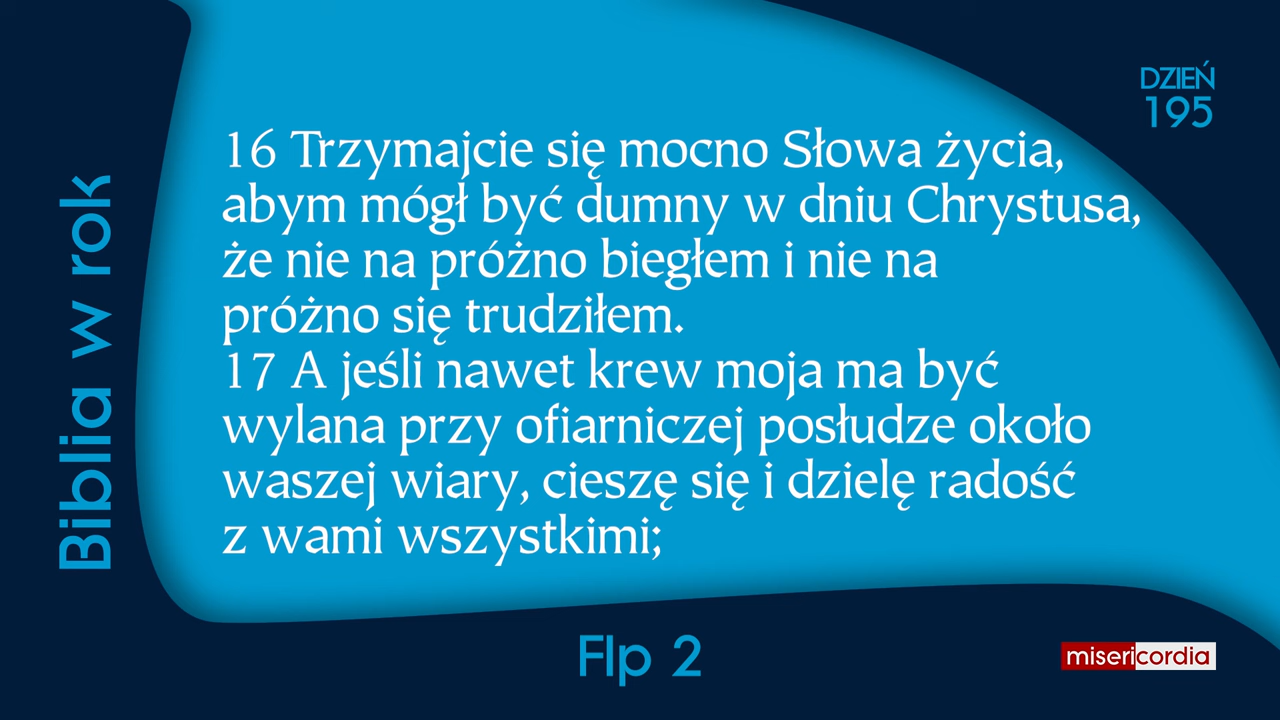 DZIEŃ
195
Biblia w rok
16 Trzymajcie się mocno Słowa życia,
abym mógł być dumny w dniu Chrystusa,
że nie na próżno biegłem i nie na
próżno się trudziłem.
17 A jeśli nawet krew moja ma być
wylana przy ofiarniczej posłudze około
waszej wiary, cieszę się i dzielę radość
z wami wszystkimi;
Flp 2
misericordia